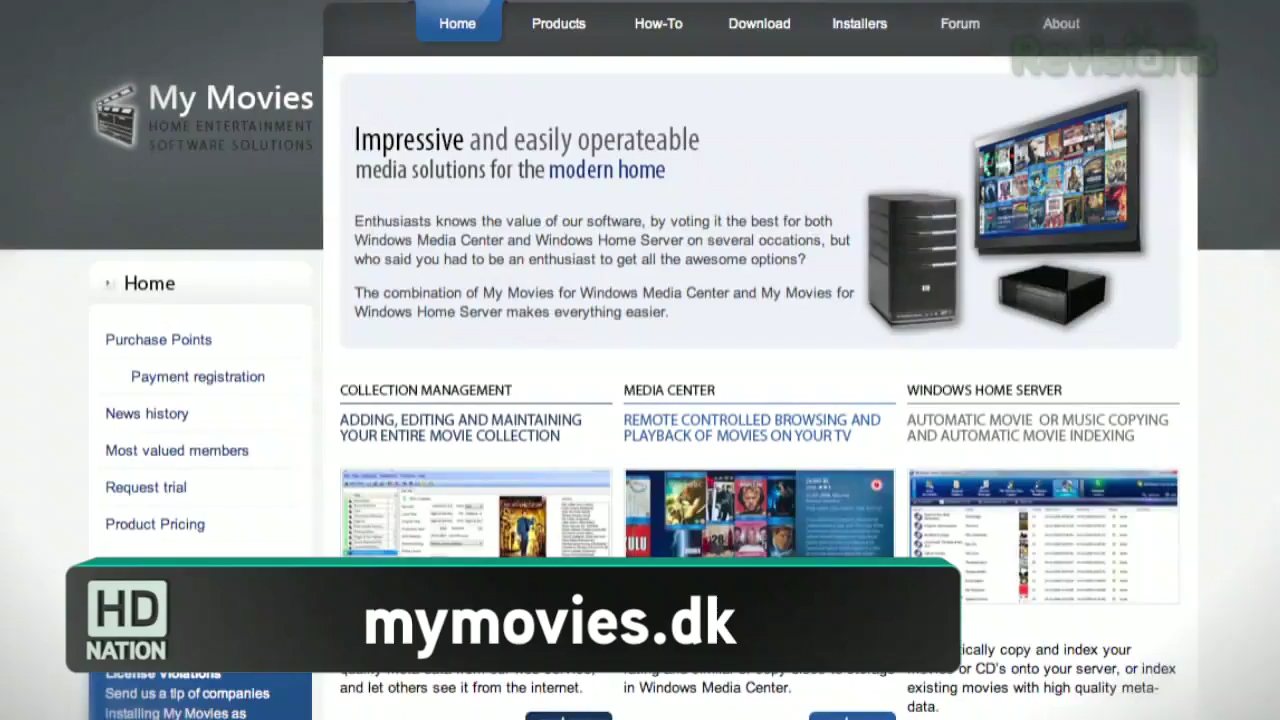 Home Products How-To Download Installers Forum About
Revision3
My Movies
HOME ENTERTAINMENT
SOFTWARE SOLUTIONS
Impressive and easily operateable
media solutions for the modern home
Enthusiasts knows the value of our software, by voting it the best for both
Windows Media Center and Windows Home Server on several occations, but
who said you had to be an enthusiast to get all the awesome options?
The combination of My Movies for Windows Media Center and My Movies for
Windows Home Server makes everything easier.
Home
Purchase Points
Payment registration
News history
Most valued members
Request trial
Product Pricing
COLLECTION MANAGEMENT
ADDING, EDITING AND MAINTAINING
YOUR ENTIRE MOVIE COLLECTION
MEDIA CENTER
REMOTE CONTROLLED BROWSING AND
PLAYBACK OF MOVIES ON YOUR TV
WINDOWS HOME SERVER
AUTOMATIC MOVIE OR MUSIC COPYING
AND AUTOMATIC MOVIE INDEXING
HD
NATION
mymovies.dk
License Violations
Send us a tip of companies
Installing My Movies as
and let others see it from the internet.
in Windows Media Center.
index your
or CD's onto your server, or index
existing movies with high quality meta-
data.